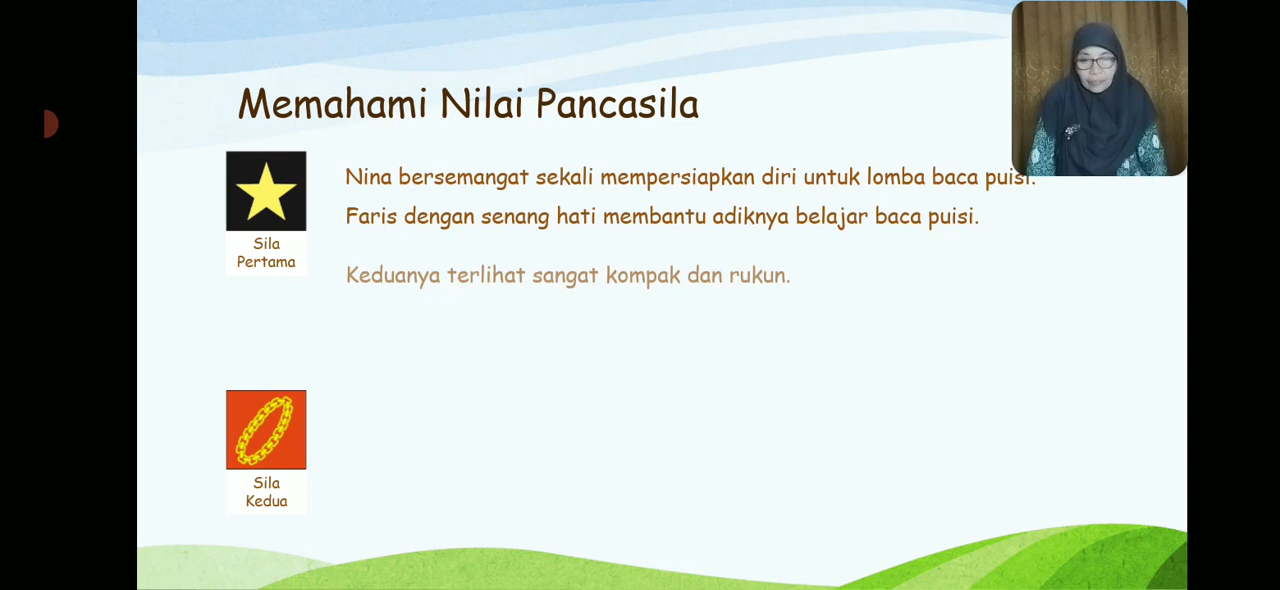 Memahami Nilai Pancasila
Nina bersemangat sekali mempersiapkan diri untuk lomba baca puisi.
Faris dengan senang hati membantu adiknya belajar baca puisi.
Sila
Pertama
Keduanya terlihat sangat kompak dan rukun.
Sila
Kedua